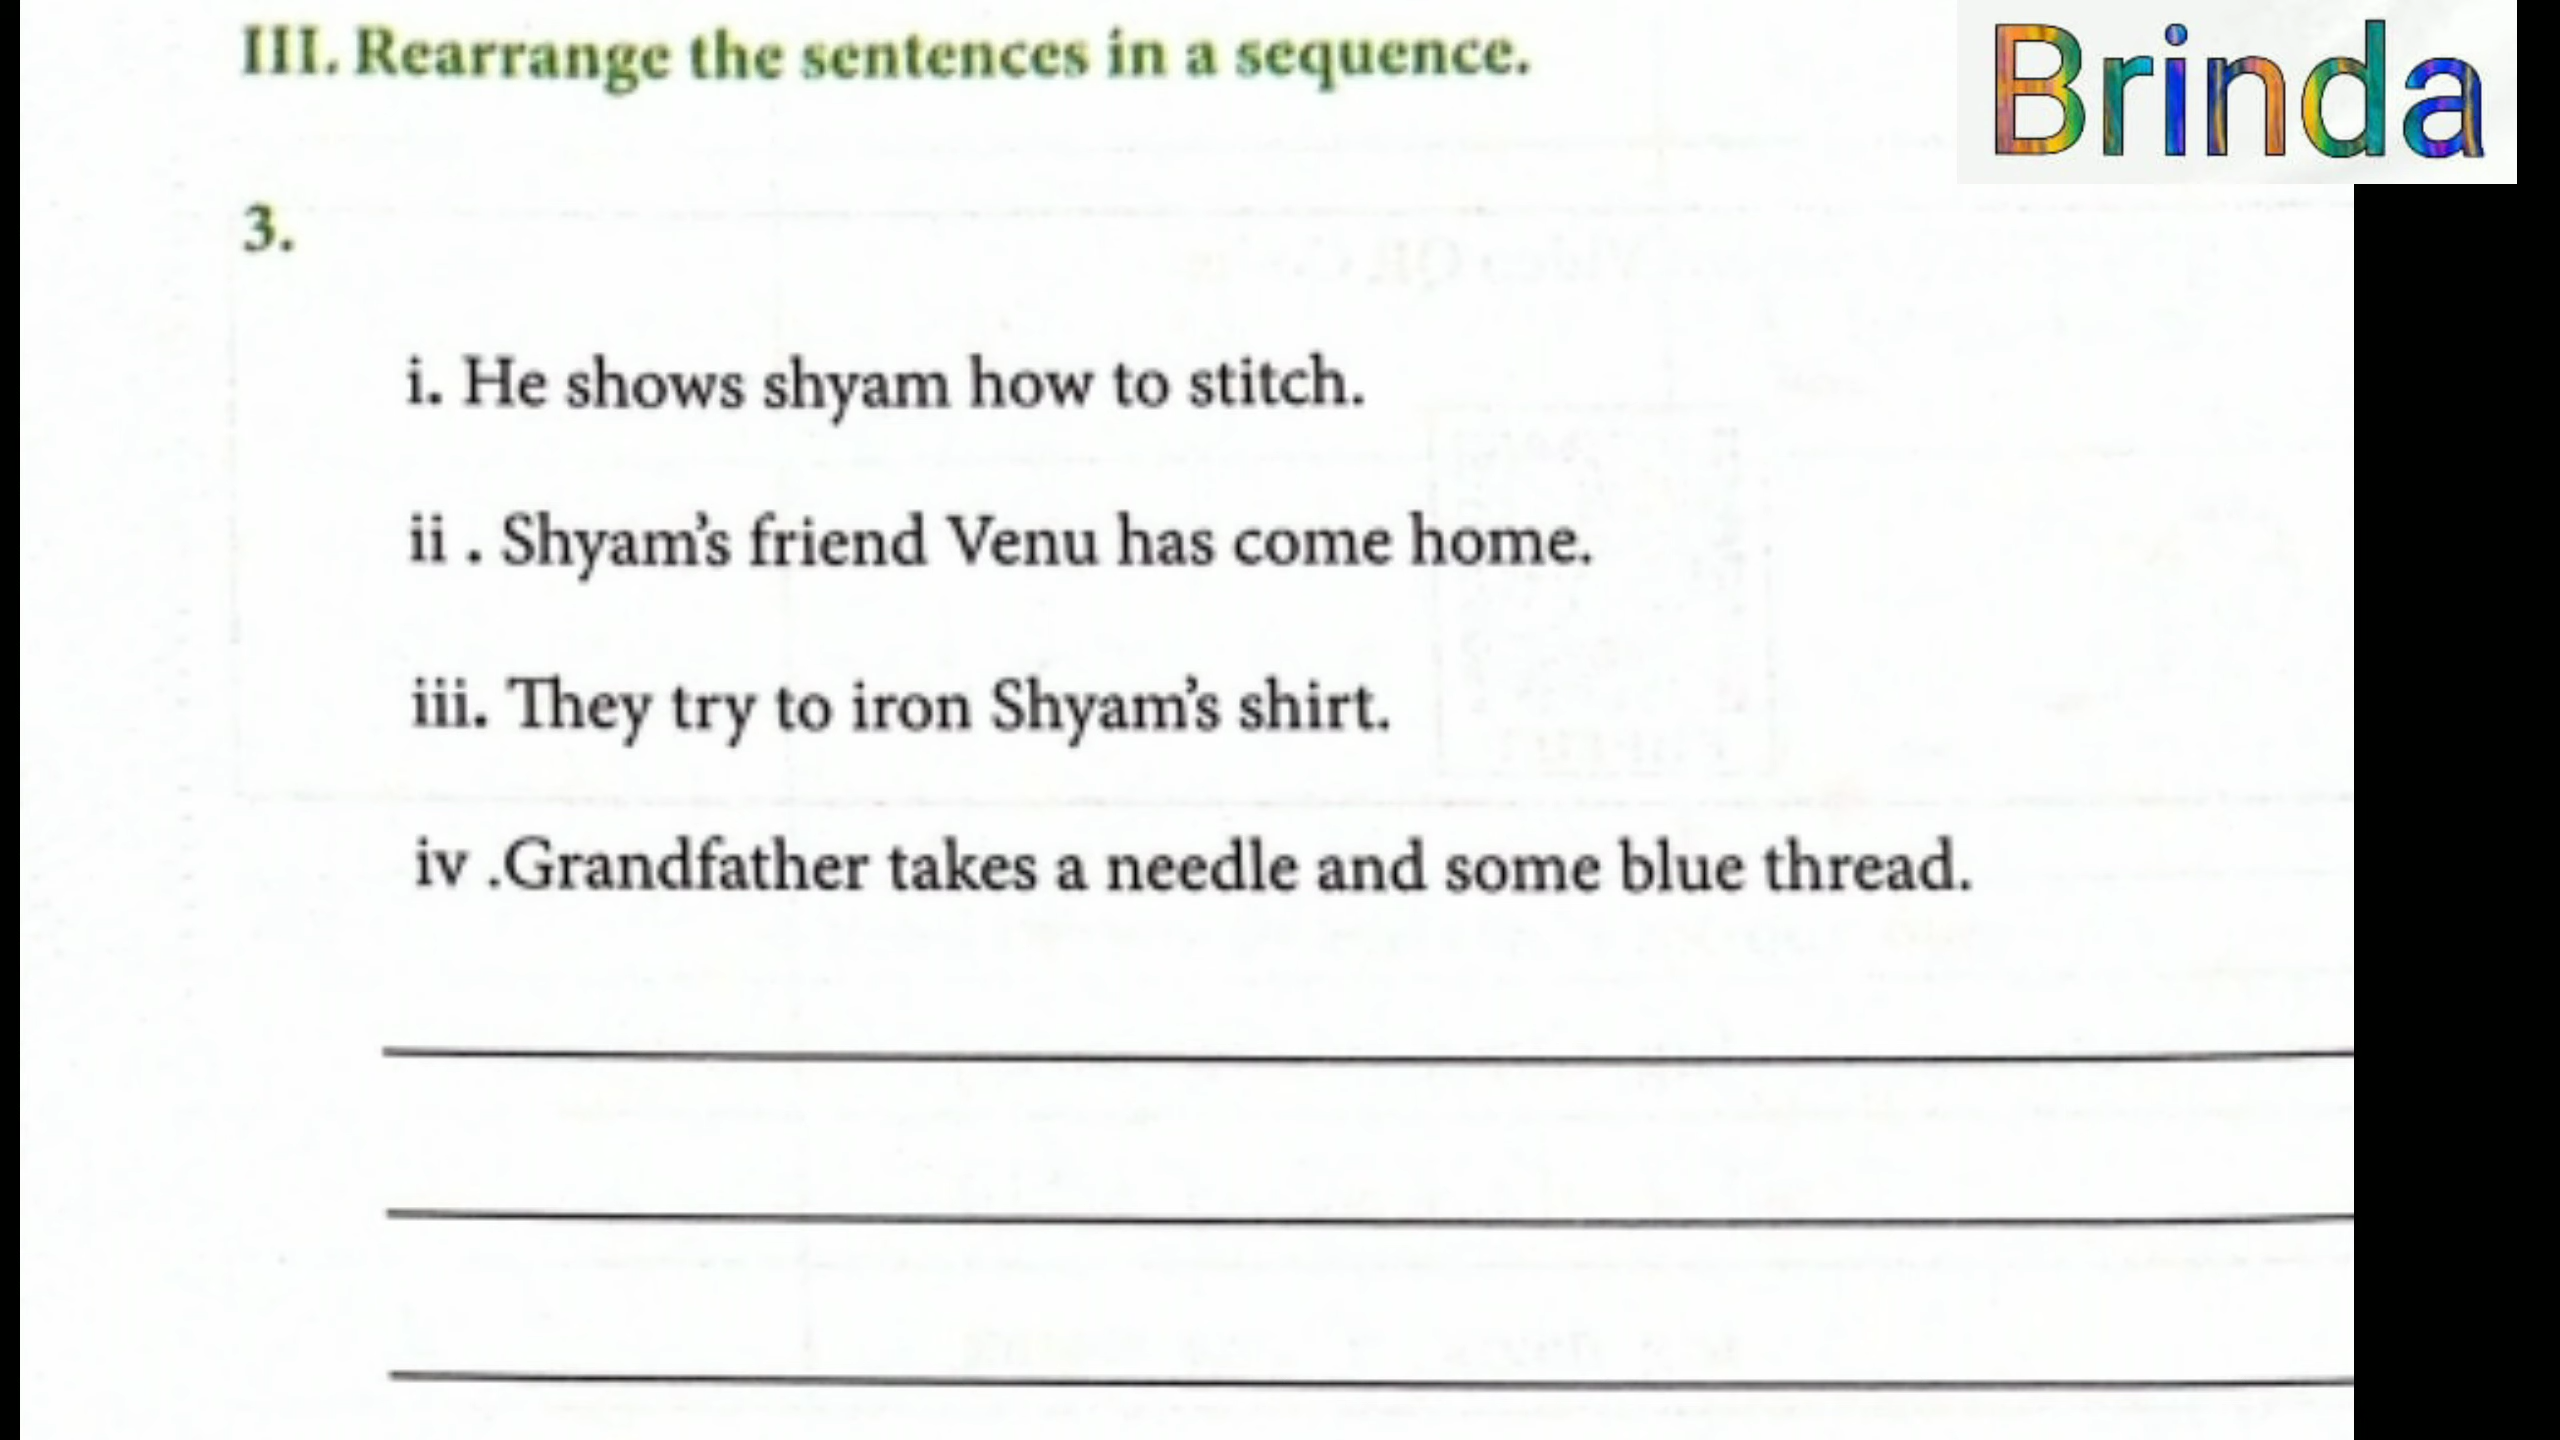 III. Rearrange the sentences in a sequence.
Brinda
3.
i. He shows shyam how to stitch.
ii . Shyam's friend Venu has come home.
iii. They try to iron Shyam's shirt.
iv .Grandfather takes a needle and some blue thread.